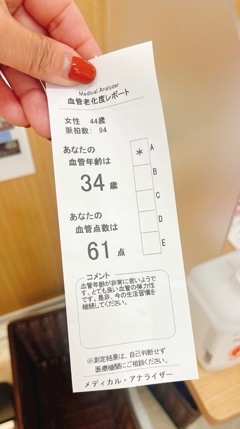 Medical Analyzer
血管老化度レポート
女性 44歳
脈拍数: 94
あなたの
血管年齢は
34 歳
あなたの
血管点数は
61 点
* A
B
C
D
E
コメント
血管年齢が非常に若いようで
す。とても良い血管の弾力性
です。是非、今の生活習慣を
継続してください。
※測定結果は、自己判断せず
医療機関にご相談ください。
メディカル・アナライザー